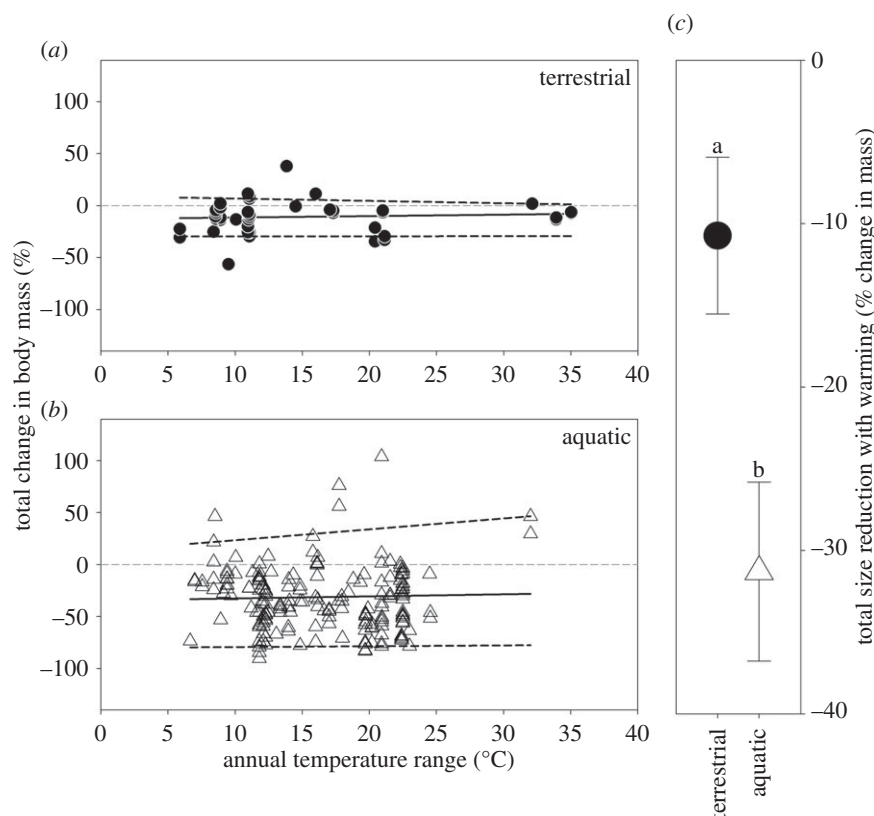 (a)
terrestrial
100
50
0
–50
–100
0 5 10 15 20 25 30 35 40
(b)
aquatic
100
50
0
–50
–100
0 5 10 15 20 25 30 35 40
annual temperature range (°C)
total change in body mass (%)
(c)
0
–10
–20
–30
–40
a
b
terrestrial
aquatic
total size reduction with warming (% change in mass)